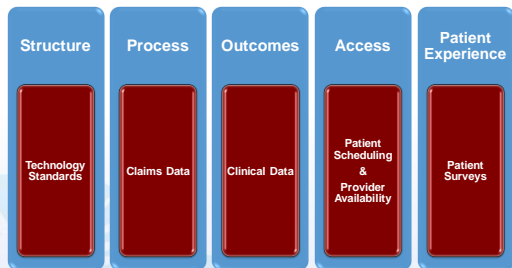 Structure
Process
Outcomes
Access
Patient
Experience
Technology
Standards
Claims Data
Clinical Data
Patient
Scheduling
&
Provider
Availability
Patient
Surveys